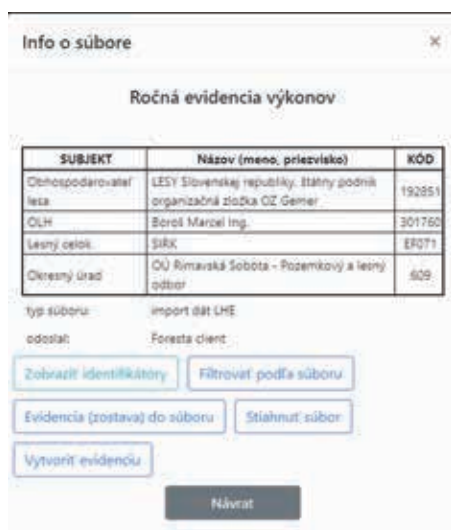 Info o súbore ×
Ročná evidencia výkonov
SUBJEKT Názov (meno, priezvisko) KÓD
Obhospodarovateľ lesa LESY Slovenskej republiky, štátny podnik organizačná zložka OZ Gemer 192851
OLH Boroš Marcel Ing. 301760
Lesný celok SIRK EF071
Okresný úrad OÚ Rimavská Sobota - Pozemkový a lesný odbor 609
typ súboru: import dát LHE
odoslal: Foresta client
Zobraziť identifikátory Filtrovať podľa súboru
Evidencia (zostava) do súboru Stiahnuť súbor
Vytvoriť evidenciu
Návrat